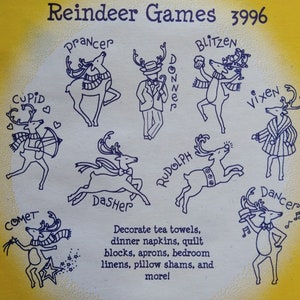 Reindeer Games 3996
Prancer
Donner
Blitzen
Cupid
Vixen
Dasher
Rudolph
Comet
Dancer
Decorate tea towels,
dinner napkins, quilt
blocks, aprons, bedroom
linens, pillow shams, and
more!